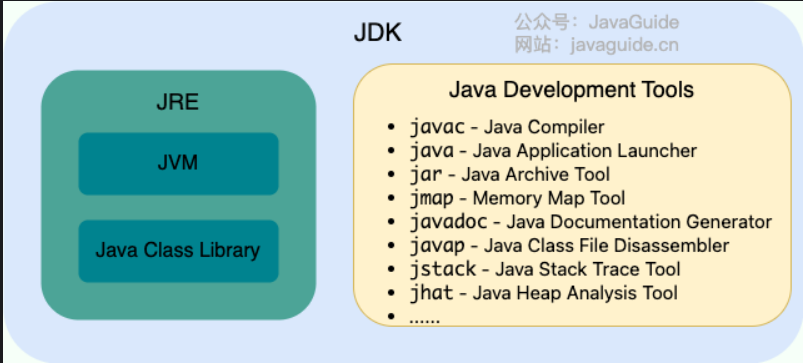 JDK
公众号：JavaGuide
网站：javaguide.cn
JRE
JVM
Java Class Library
Java Development Tools
• javac - Java Compiler
• java - Java Application Launcher
• jar - Java Archive Tool
• jmap - Memory Map Tool
• javadoc - Java Documentation Generator
• javap - Java Class File Disassembler
• jstack - Java Stack Trace Tool
• jhat - Java Heap Analysis Tool
• ......